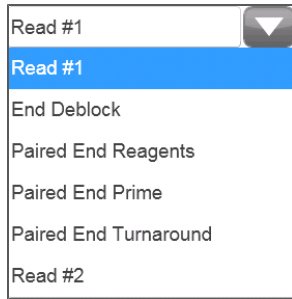 Read #1
Read #1
End Deblock
Paired End Reagents
Paired End Prime
Paired End Turnaround
Read #2